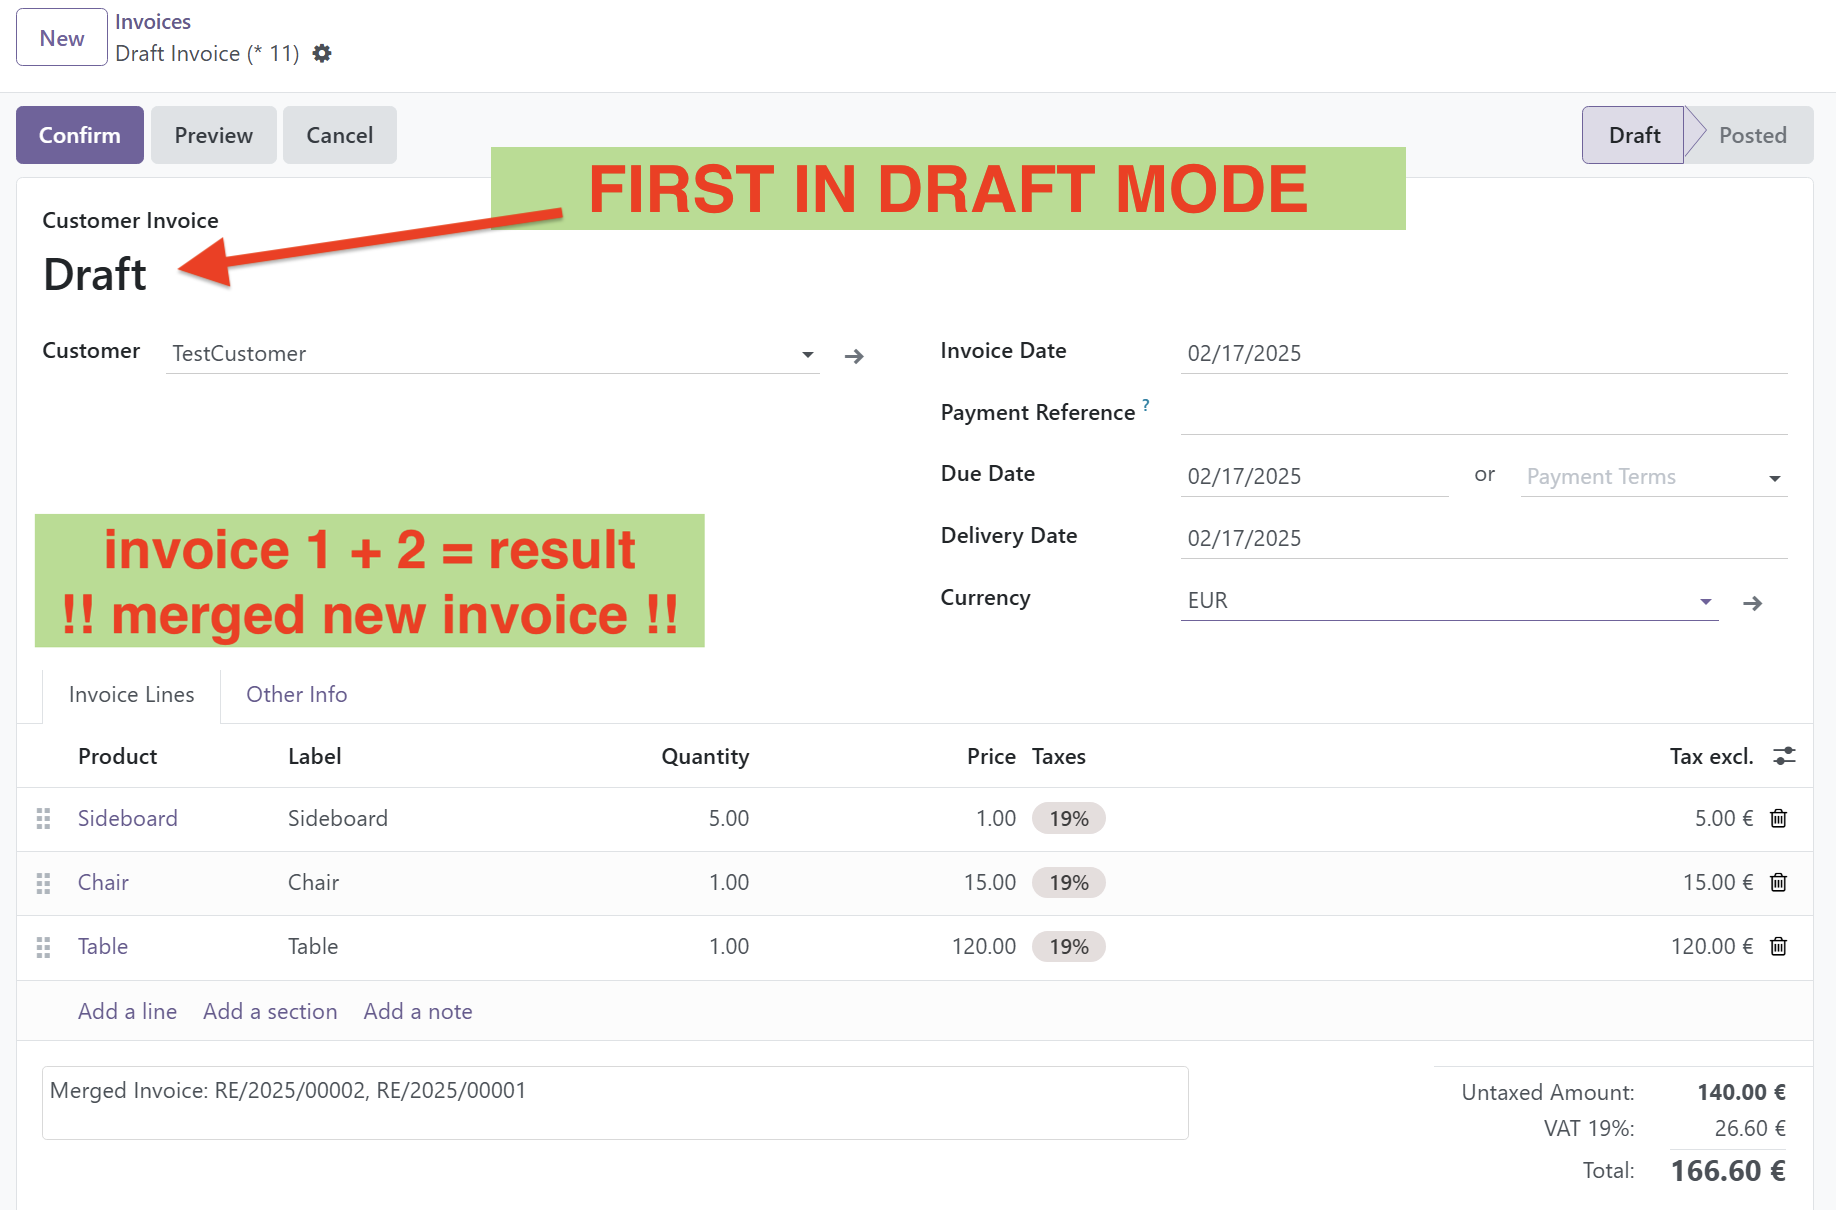 New
Invoices
Draft Invoice (* 11)
Confirm
Preview
Cancel
Draft
Posted
FIRST IN DRAFT MODE
Customer Invoice
Draft
Customer TestCustomer
Invoice Date 02/17/2025
Payment Reference ?
Due Date 02/17/2025 or Payment Terms
Delivery Date 02/17/2025
Currency EUR
invoice 1 + 2 = result
!! merged new invoice !!
Invoice Lines Other Info
Product Label Quantity Price Taxes Tax excl.
Sideboard Sideboard 5.00 1.00 19% 5.00 €
Chair Chair 1.00 15.00 19% 15.00 €
Table Table 1.00 120.00 19% 120.00 €
Add a line Add a section Add a note
Merged Invoice: RE/2025/00002, RE/2025/00001
Untaxed Amount: 140.00 €
VAT 19%: 26.60 €
Total: 166.60 €